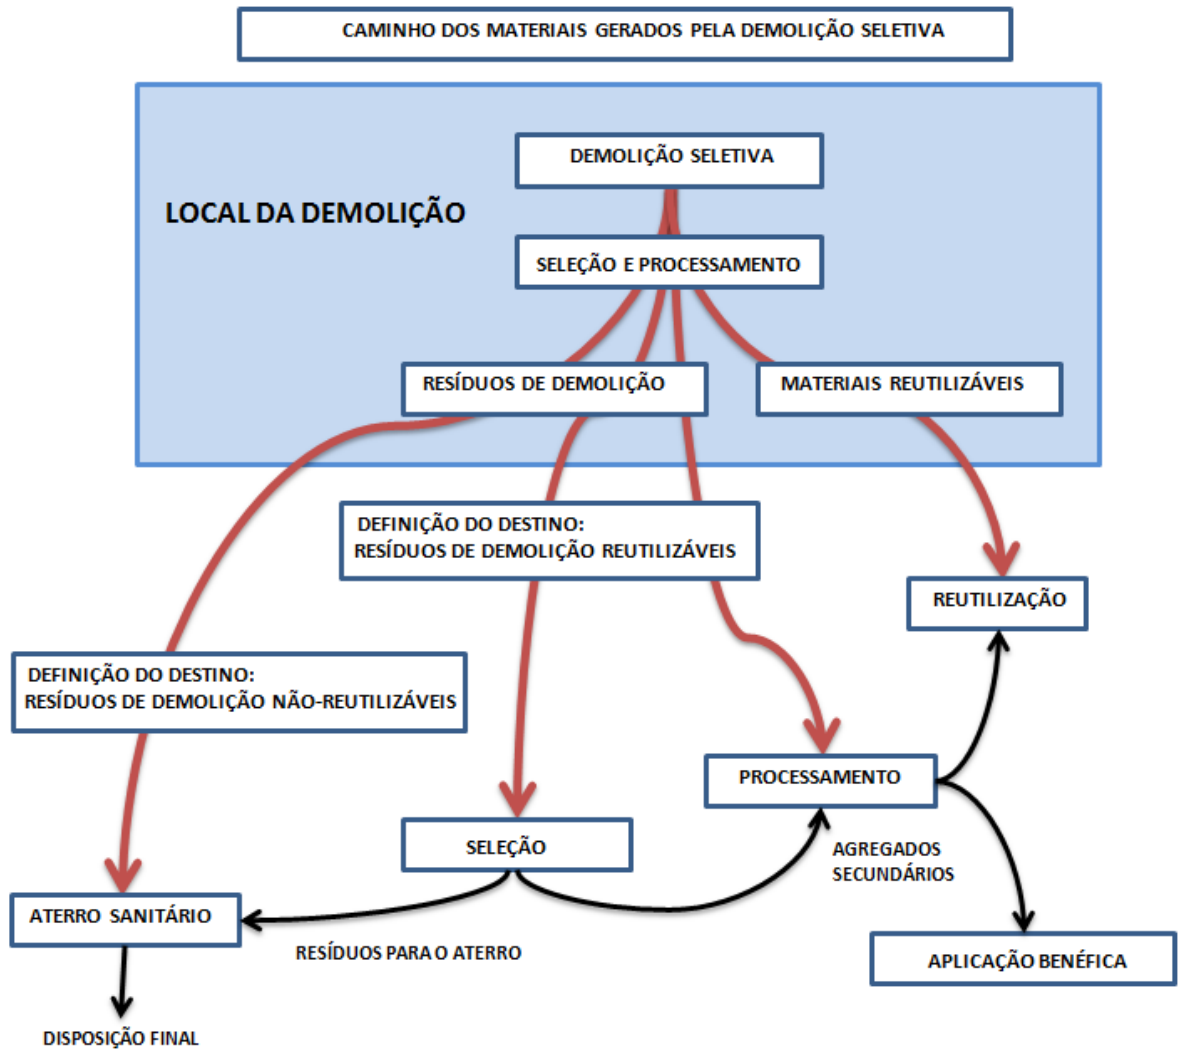 CAMINHO DOS MATERIAIS GERADOS PELA DEMOLIÇÃO SELETIVA
DEMOLIÇÃO SELETIVA
LOCAL DA DEMOLIÇÃO
SELEÇÃO E PROCESSAMENTO
RESÍDUOS DE DEMOLIÇÃO
MATERIAIS REUTILIZÁVEIS
DEFINIÇÃO DO DESTINO:
RESÍDUOS DE DEMOLIÇÃO REUTILIZÁVEIS
REUTILIZAÇÃO
DEFINIÇÃO DO DESTINO:
RESÍDUOS DE DEMOLIÇÃO NÃO-REUTILIZÁVEIS
PROCESSAMENTO
SELEÇÃO
AGREGADOS
SECUNDÁRIOS
ATERRO SANITÁRIO
RESÍDUOS PARA O ATERRO
APLICAÇÃO BENÉFICA
DISPOSIÇÃO FINAL